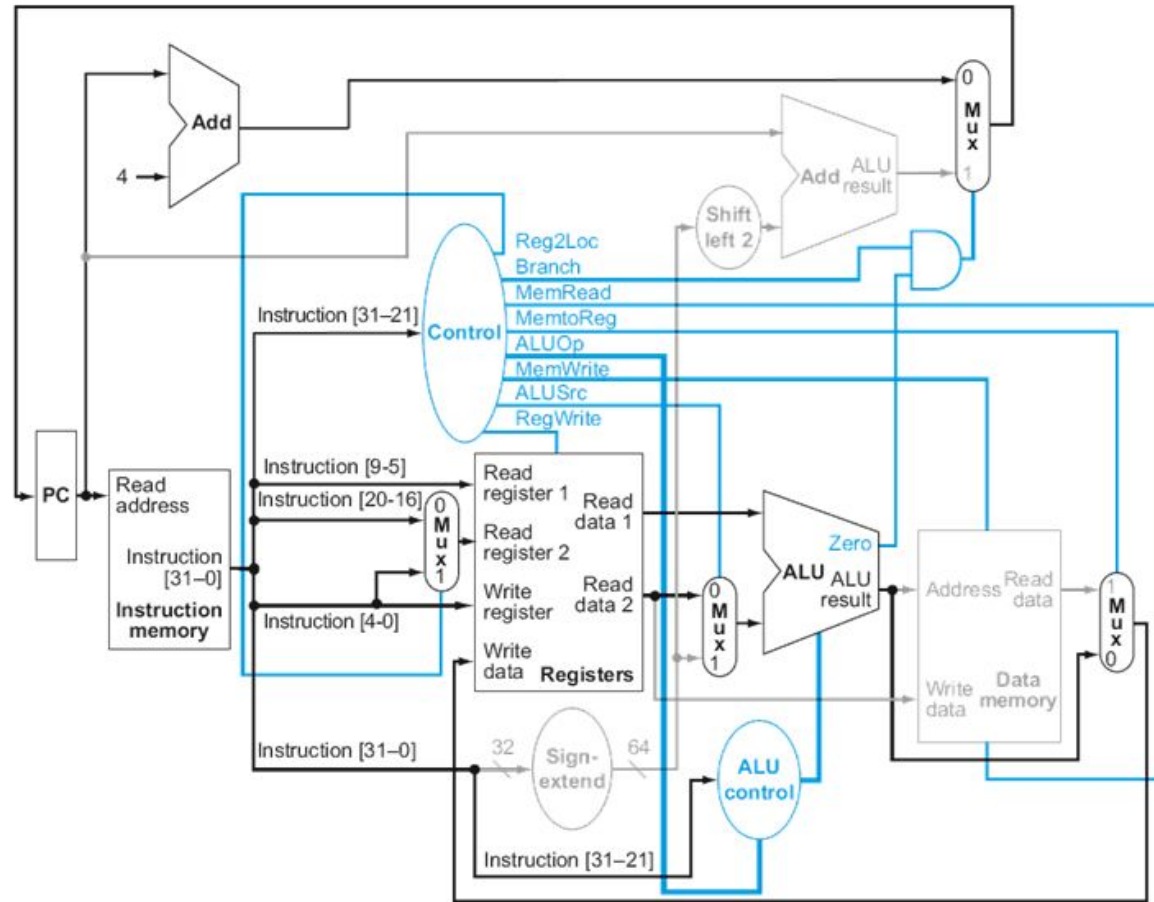 Add
4
0
Mux
1
Add
ALU
result
Shift
left 2
Reg2Loc
Branch
MemRead
MemtoReg
ALUOp
MemWrite
ALUSrc
RegWrite
Instruction [31–21]
Control
PC
Read
address
Instruction
[31–0]
Instruction
memory
Instruction [9-5]
Instruction [20-16]
0
Mux
1
Instruction [4-0]
Read
register 1
Read
register 2
Write
register
Write
data
Read
data 1
Read
data 2
Registers
0
Mux
1
Zero
ALU
ALU
result
Address
Read
data
Write
data
Data
memory
1
Mux
0
Instruction [31–0]
32
Sign-
extend
64
ALU
control
Instruction [31–21]